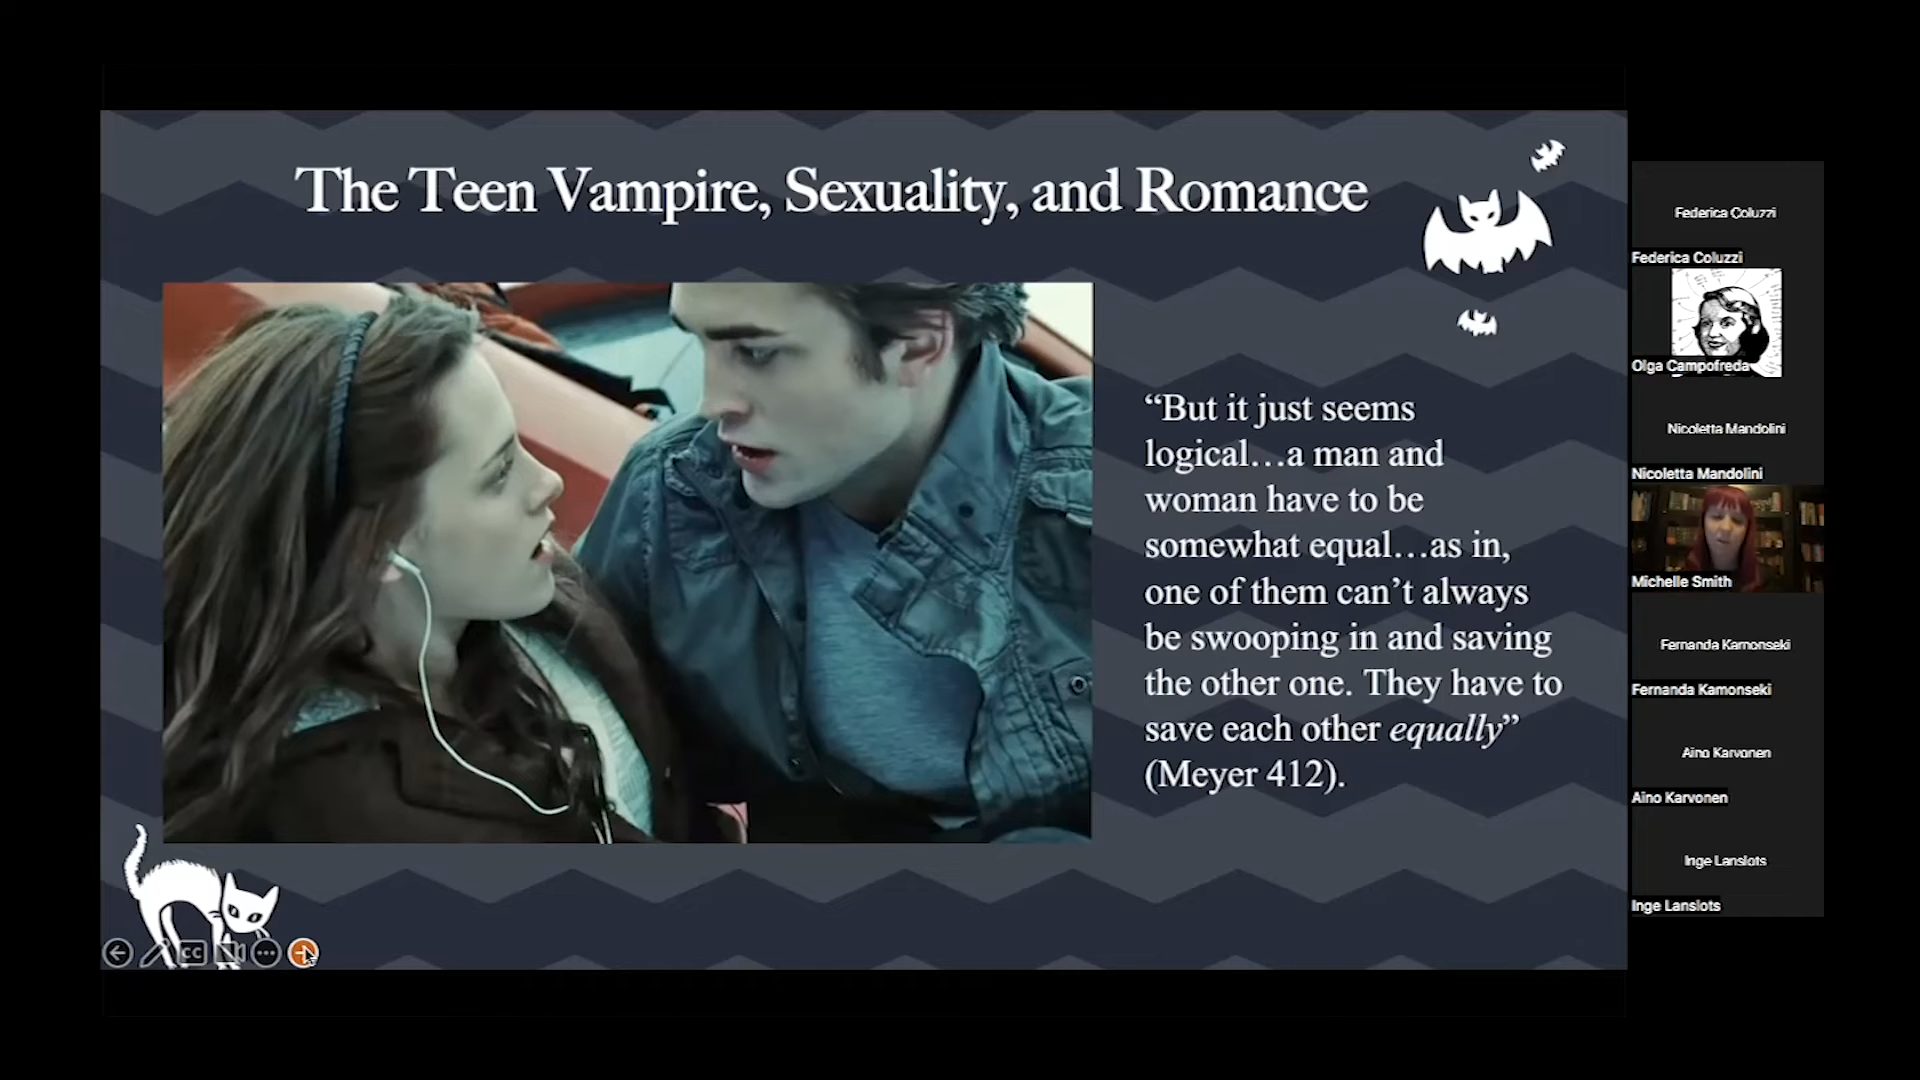 The Teen Vampire, Sexuality, and Romance
“But it just seems
logical…a man and
woman have to be
somewhat equal…as in,
one of them can’t always
be swooping in and saving
the other one. They have to
save each other equally”
(Meyer 412).
CC
Federica Coluzzi
Federica Coluzzi
Olga Campofreda
Nicoletta Mandolini
Nicoletta Mandolini
Michelle Smith
Fernanda Kamonseki
Fernanda Kamonseki
Aino Karvonen
Aino Karvonen
Inge Lanslots
Inge Lanslots